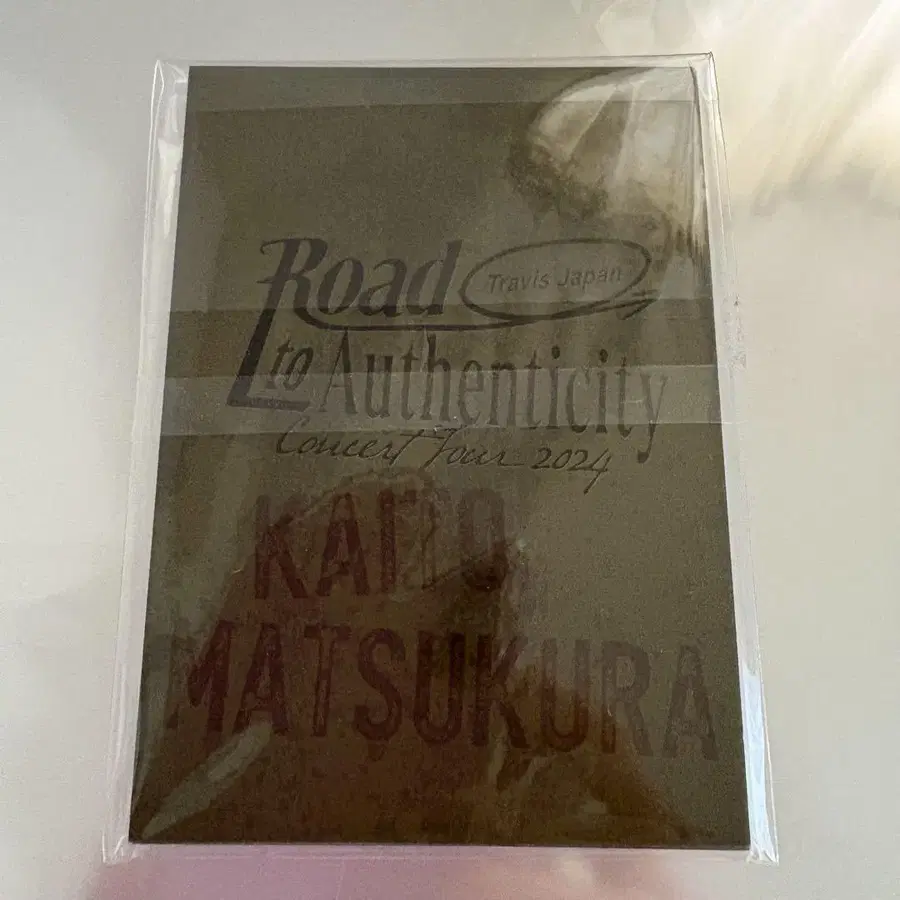 Road
Travis Japan
to Authenticity
Concert Tour 2024
KAITO
MATSUKURA